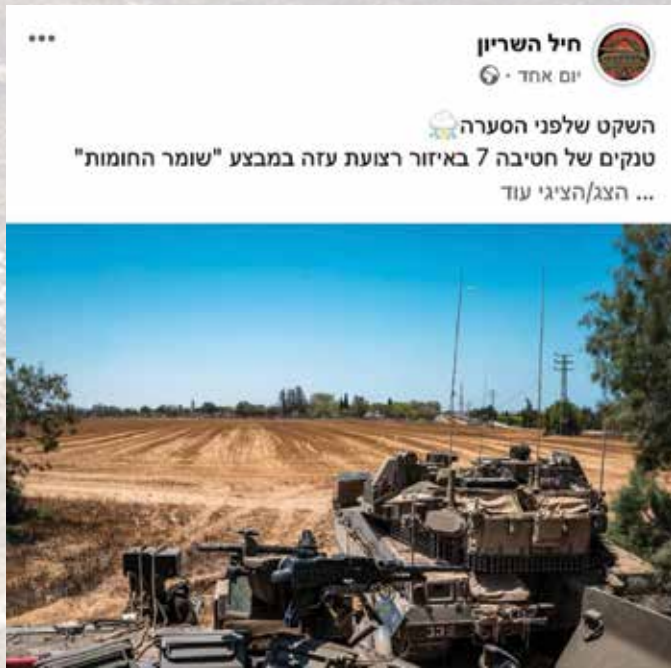 חיל השריון
יום אחד ·
השקט שלפני הסערה
טנקים של חטיבה 7 באיזור רצועת עזה במבצע "שומר החומות"
... הצג/הציגי עוד